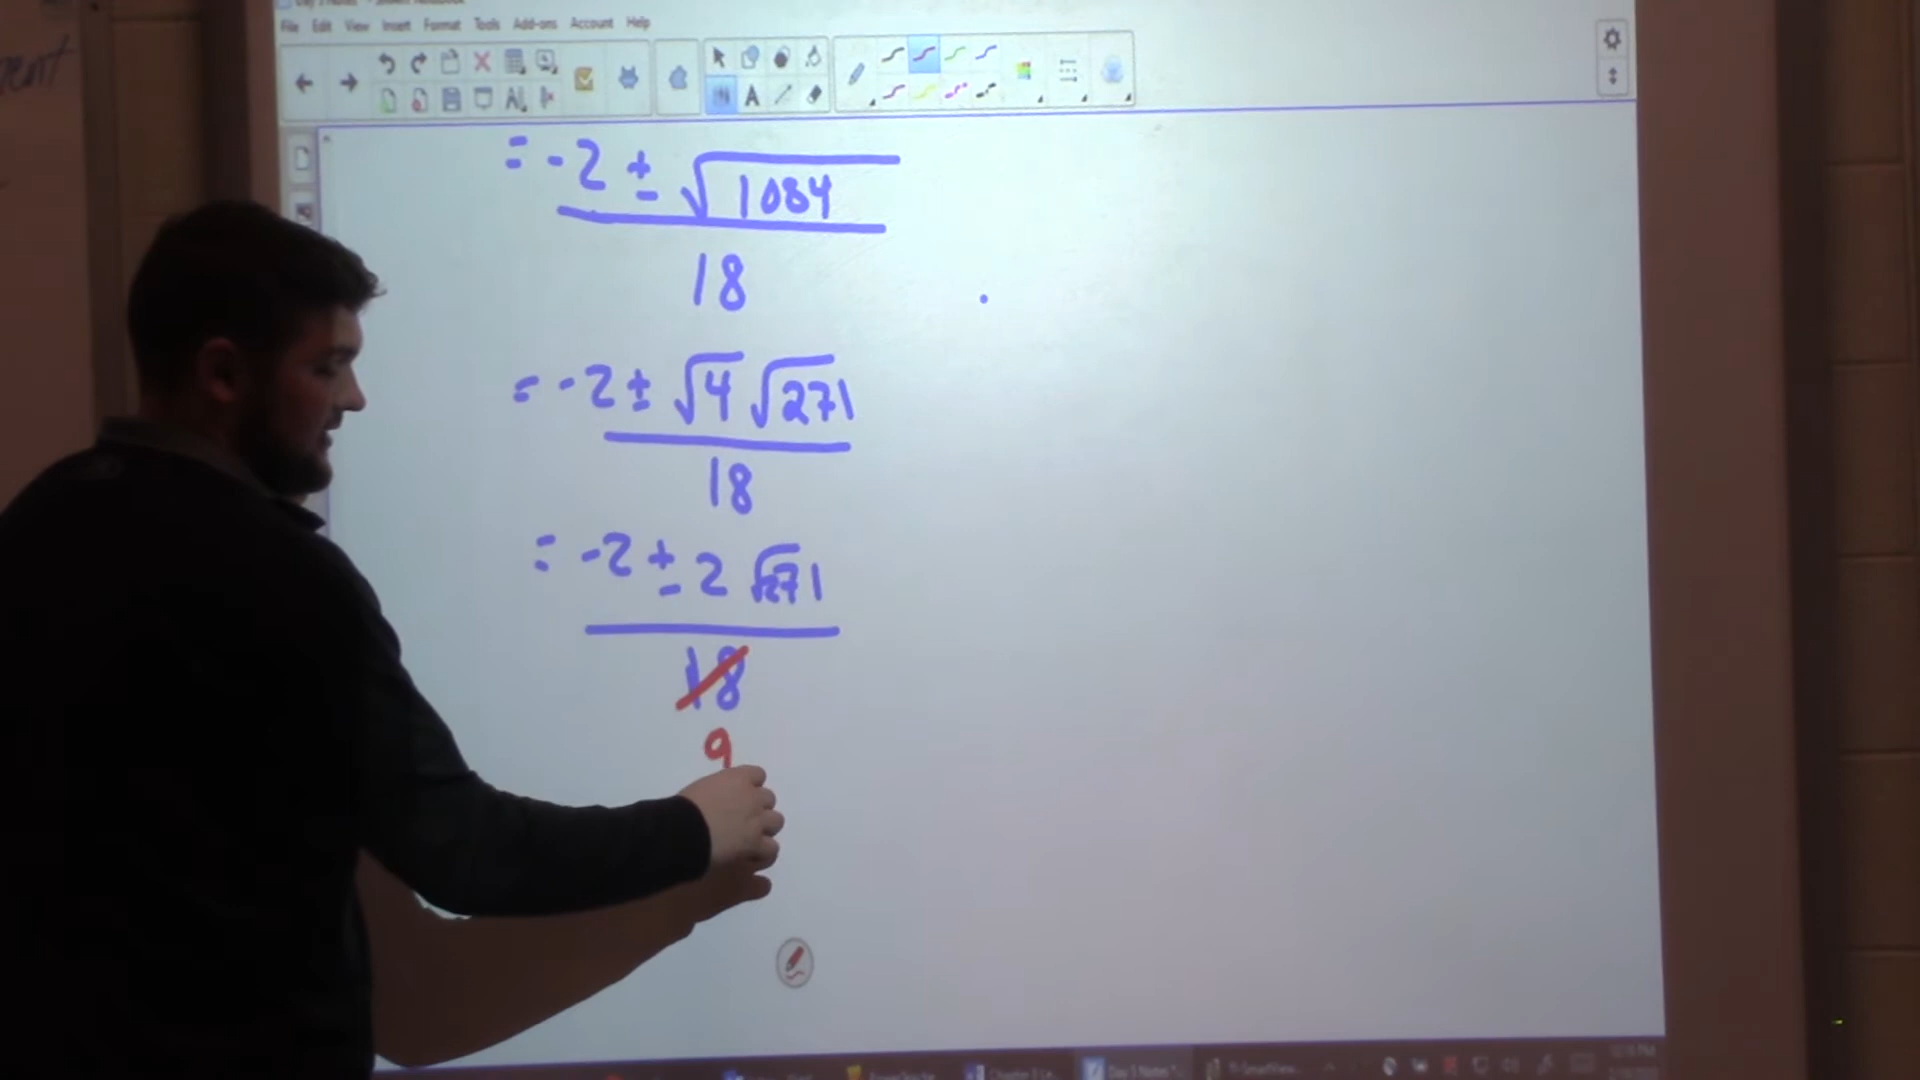 File Edit View Insert Format Tools Add-ons Account Help
= -2 ± √1084
18
= -2 ± √4 √271
18
= -2 ± 2 √271
18
9